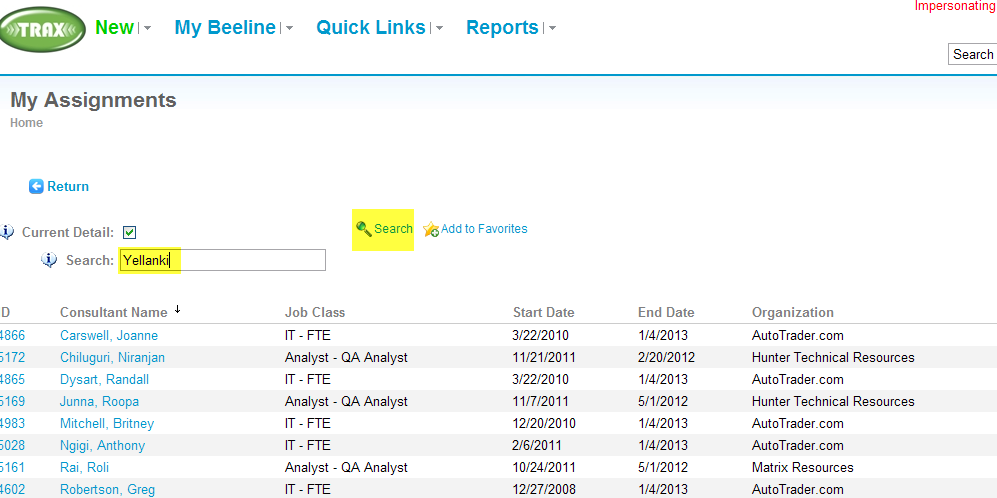 Impersonating
TRAX New My Beeline Quick Links Reports
Search
My Assignments
Home
Return
Current Detail: Search Add to Favorites
Search: Yellanki
ID Consultant Name Job Class Start Date End Date Organization
4866 Carswell, Joanne IT - FTE 3/22/2010 1/4/2013 AutoTrader.com
5172 Chiluguri, Niranjan Analyst - QA Analyst 11/21/2011 2/20/2012 Hunter Technical Resources
4865 Dysart, Randall IT - FTE 3/22/2010 1/4/2013 AutoTrader.com
5169 Junna, Roopa Analyst - QA Analyst 11/7/2011 5/1/2012 Hunter Technical Resources
4983 Mitchell, Britney IT - FTE 12/20/2010 1/4/2013 AutoTrader.com
5028 Ngigi, Anthony IT - FTE 2/6/2011 1/4/2013 AutoTrader.com
5161 Rai, Roli Analyst - QA Analyst 10/24/2011 5/1/2012 Matrix Resources
4602 Robertson, Greg IT - FTE 12/27/2008 1/4/2013 AutoTrader.com